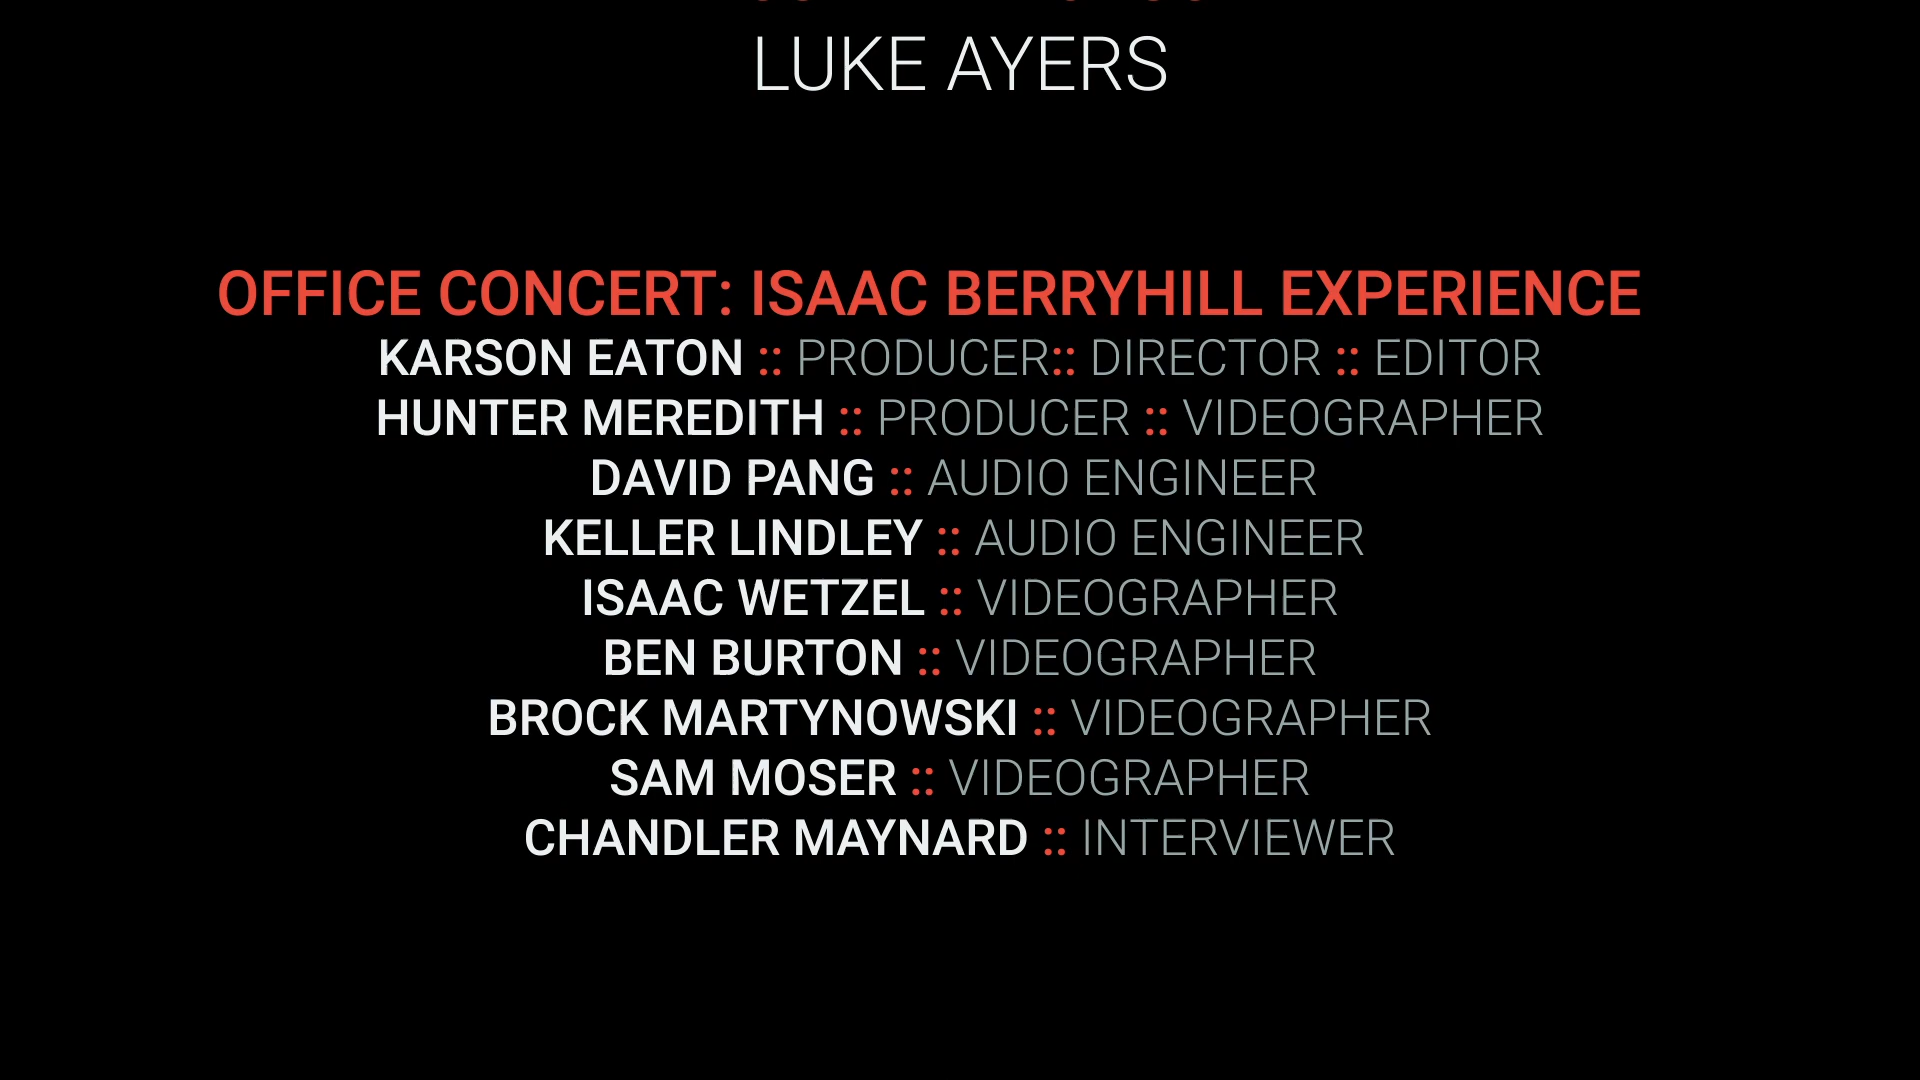 LUKE AYERS
OFFICE CONCERT: ISAAC BERRYHILL EXPERIENCE
KARSON EATON :: PRODUCER:: DIRECTOR :: EDITOR
HUNTER MEREDITH :: PRODUCER :: VIDEOGRAPHER
DAVID PANG :: AUDIO ENGINEER
KELLER LINDLEY :: AUDIO ENGINEER
ISAAC WETZEL :: VIDEOGRAPHER
BEN BURTON :: VIDEOGRAPHER
BROCK MARTYNOWSKI :: VIDEOGRAPHER
SAM MOSER :: VIDEOGRAPHER
CHANDLER MAYNARD :: INTERVIEWER